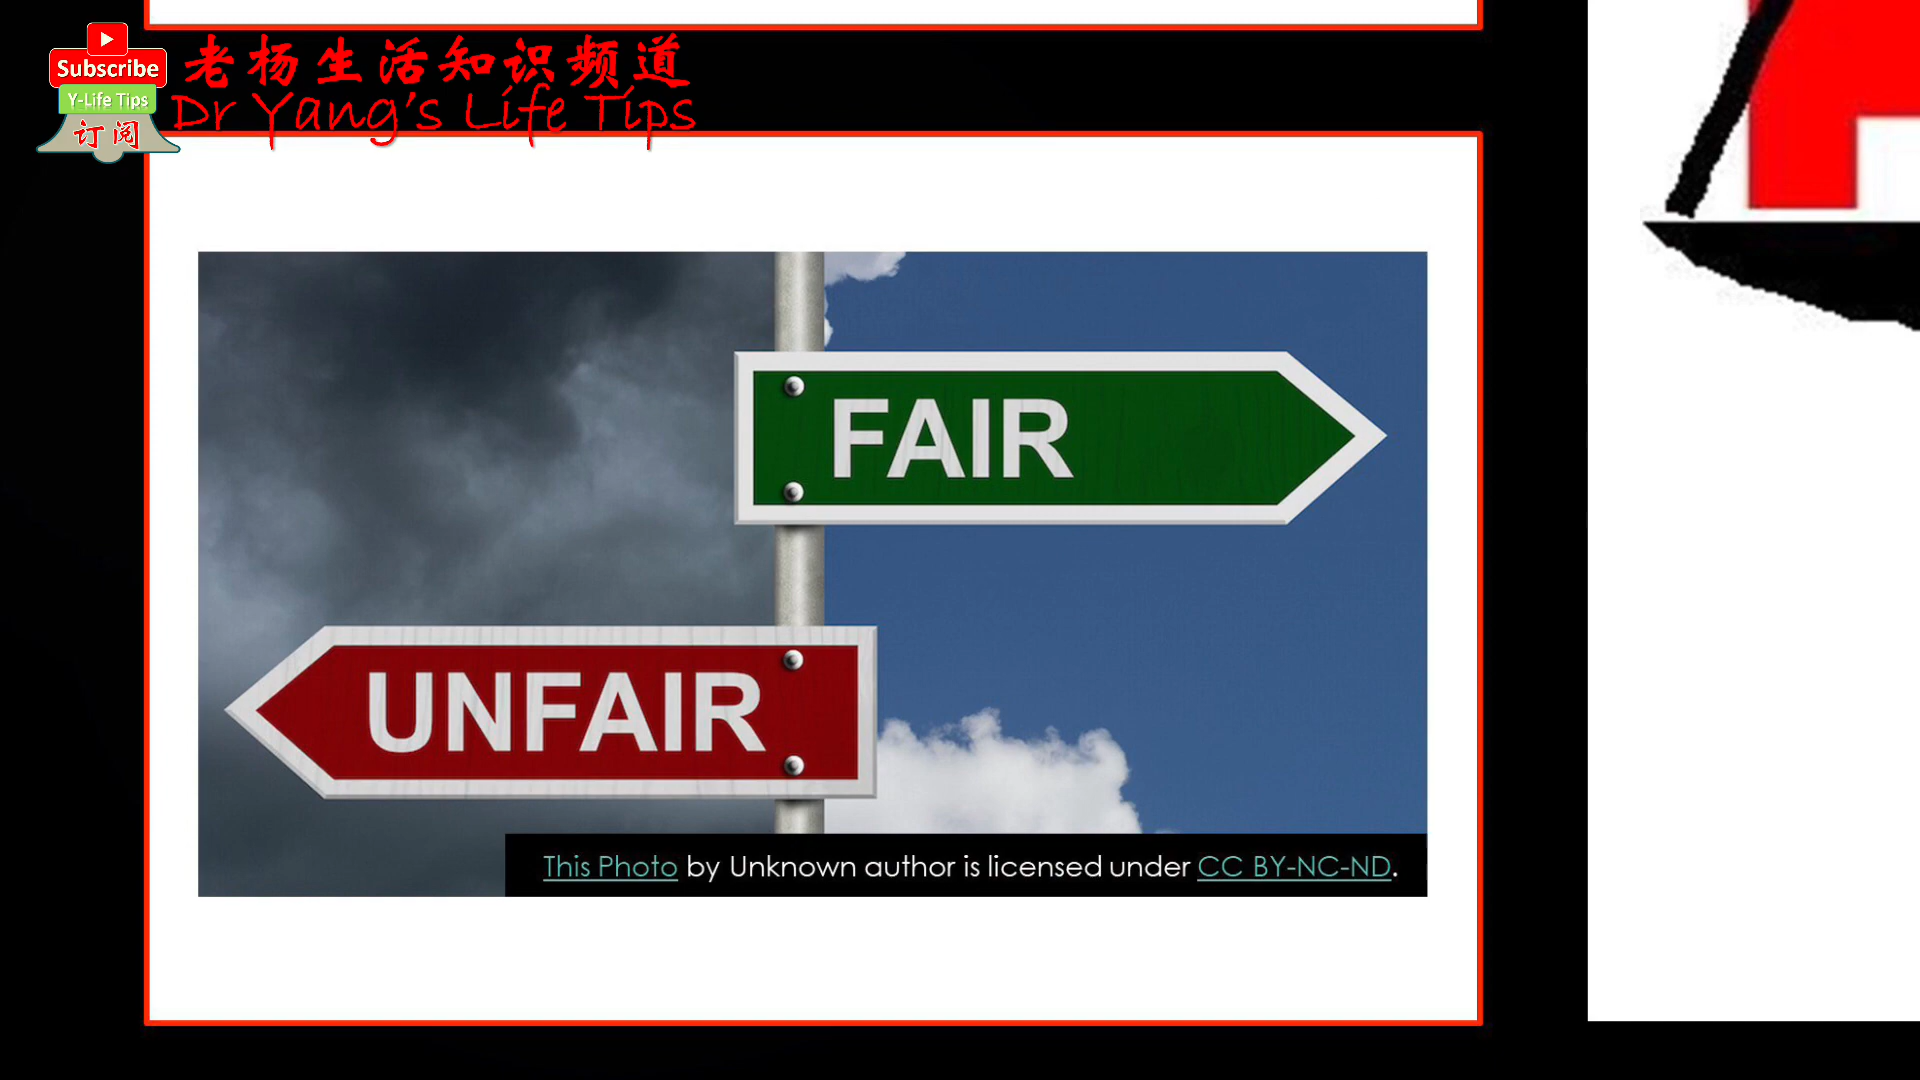 Subscribe
Y-Life Tips
订阅
老杨生活知识频道
Dr Yang's Life Tips
FAIR
UNFAIR
This Photo by Unknown author is licensed under CC BY-NC-ND.